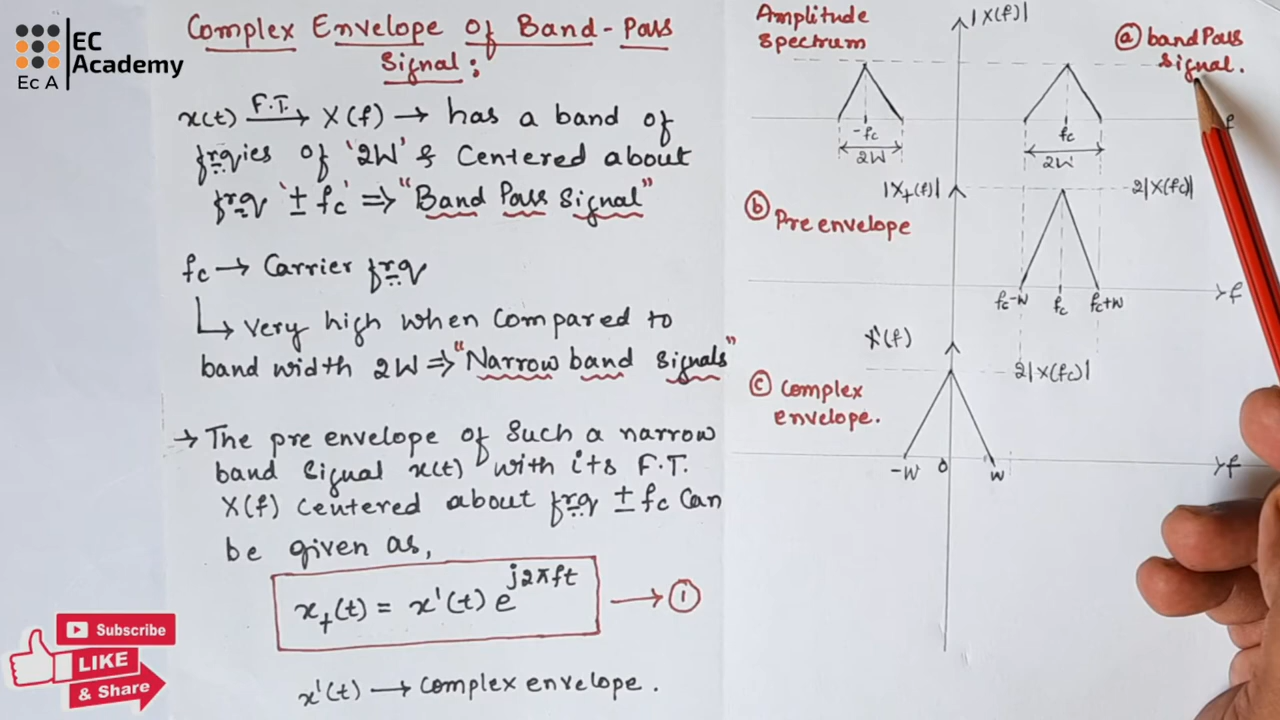 EC
Academy
Ec A
Complex Envelope Of Band-Pass
Signal:
x(t) F.T. → X(f) → has a band of
frqies of '2W' & Centered about
frq '± fc' => "Band Pass Signal"
fc → Carrier frq
↳ very high when compared to
band width 2W => "Narrow band Signals"
→ The pre envelope of Such a narrow
band Signal x(t) with its F.T.
X(f) centered about frq ± fc Can
be given as,
x+(t) = x'(t) e^j2πft → ①
x'(t) → complex envelope.
Subscribe
LIKE
& Share
Amplitude
Spectrum
|X(f)|
ⓐ bandPass
Signal.
-fc fc f
2W 2W
|X+(f)| 2|X(fc)|
ⓑ Pre envelope
fc-W fc fc+W f
X'(f)
2|X(fc)|
ⓒ Complex
envelope.
-W 0 W f